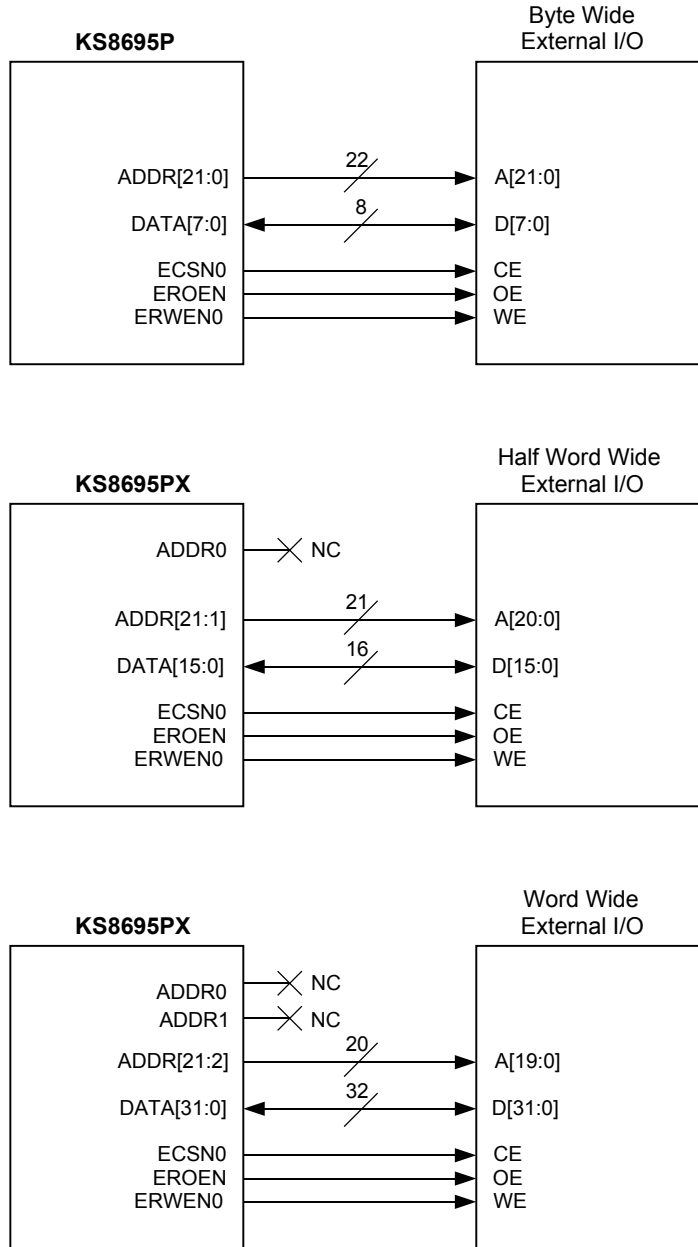 KS8695P
Byte Wide
External I/O
ADDR[21:0]
22
A[21:0]
DATA[7:0]
8
D[7:0]
ECSN0
CE
EROEN
OE
ERWEN0
WE
KS8695PX
Half Word Wide
External I/O
ADDR0
NC
ADDR[21:1]
21
A[20:0]
DATA[15:0]
16
D[15:0]
ECSN0
CE
EROEN
OE
ERWEN0
WE
KS8695PX
Word Wide
External I/O
ADDR0
NC
ADDR1
NC
ADDR[21:2]
20
A[19:0]
DATA[31:0]
32
D[31:0]
ECSN0
CE
EROEN
OE
ERWEN0
WE